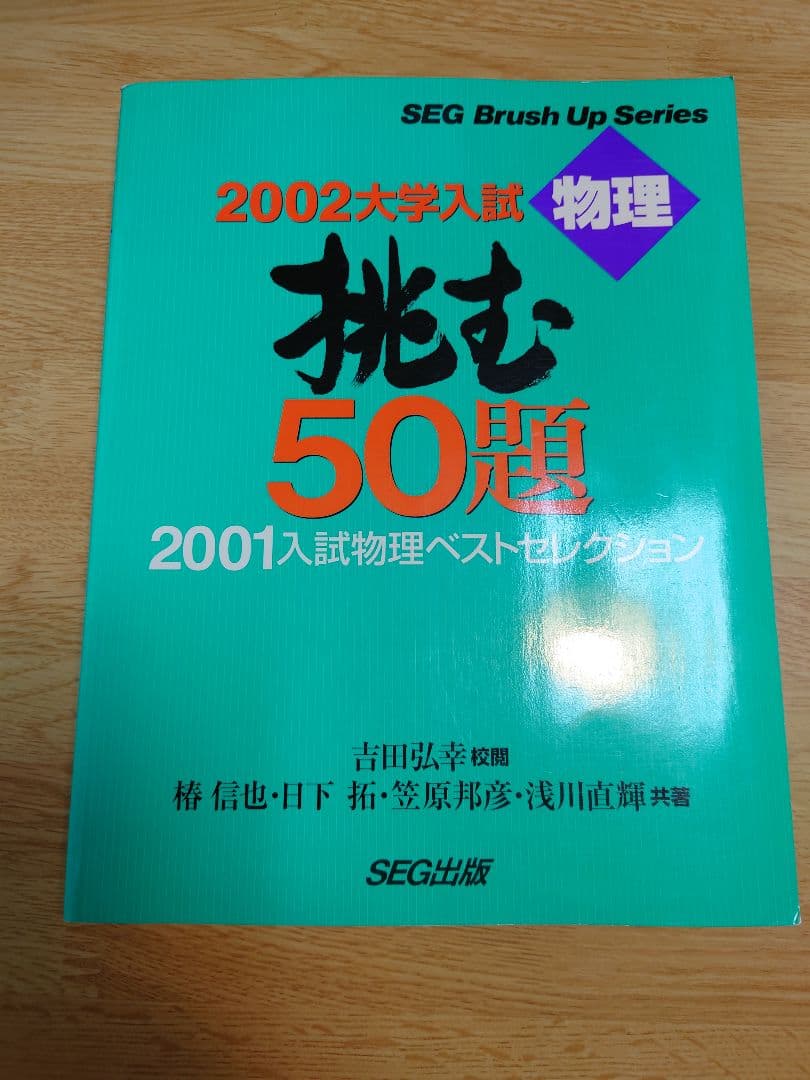 SEG Brush Up Series
2002大学入試 物理
挑む
50題
2001入試物理ベストセレクション
吉田弘幸 校閲
椿 信也・日下 拓・笠原邦彦・浅川直輝 共著
SEG出版